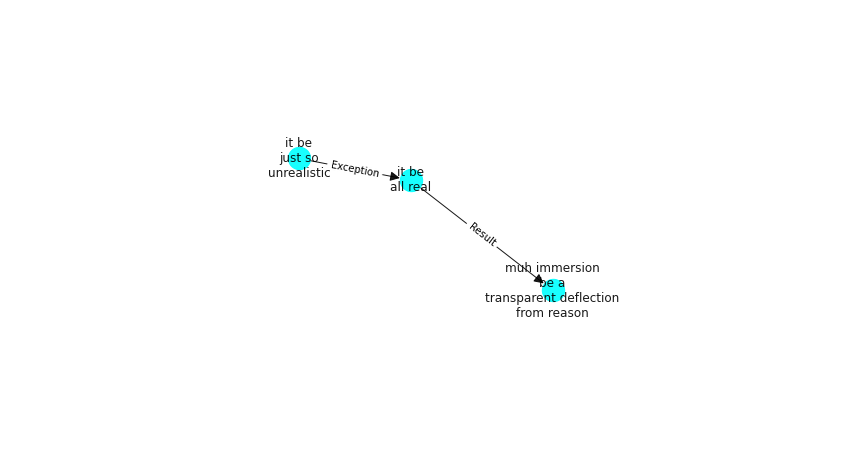 it be
just so
unrealistic
Exception
it be
all real
Result
muh immersion
be a
transparent deflection
from reason